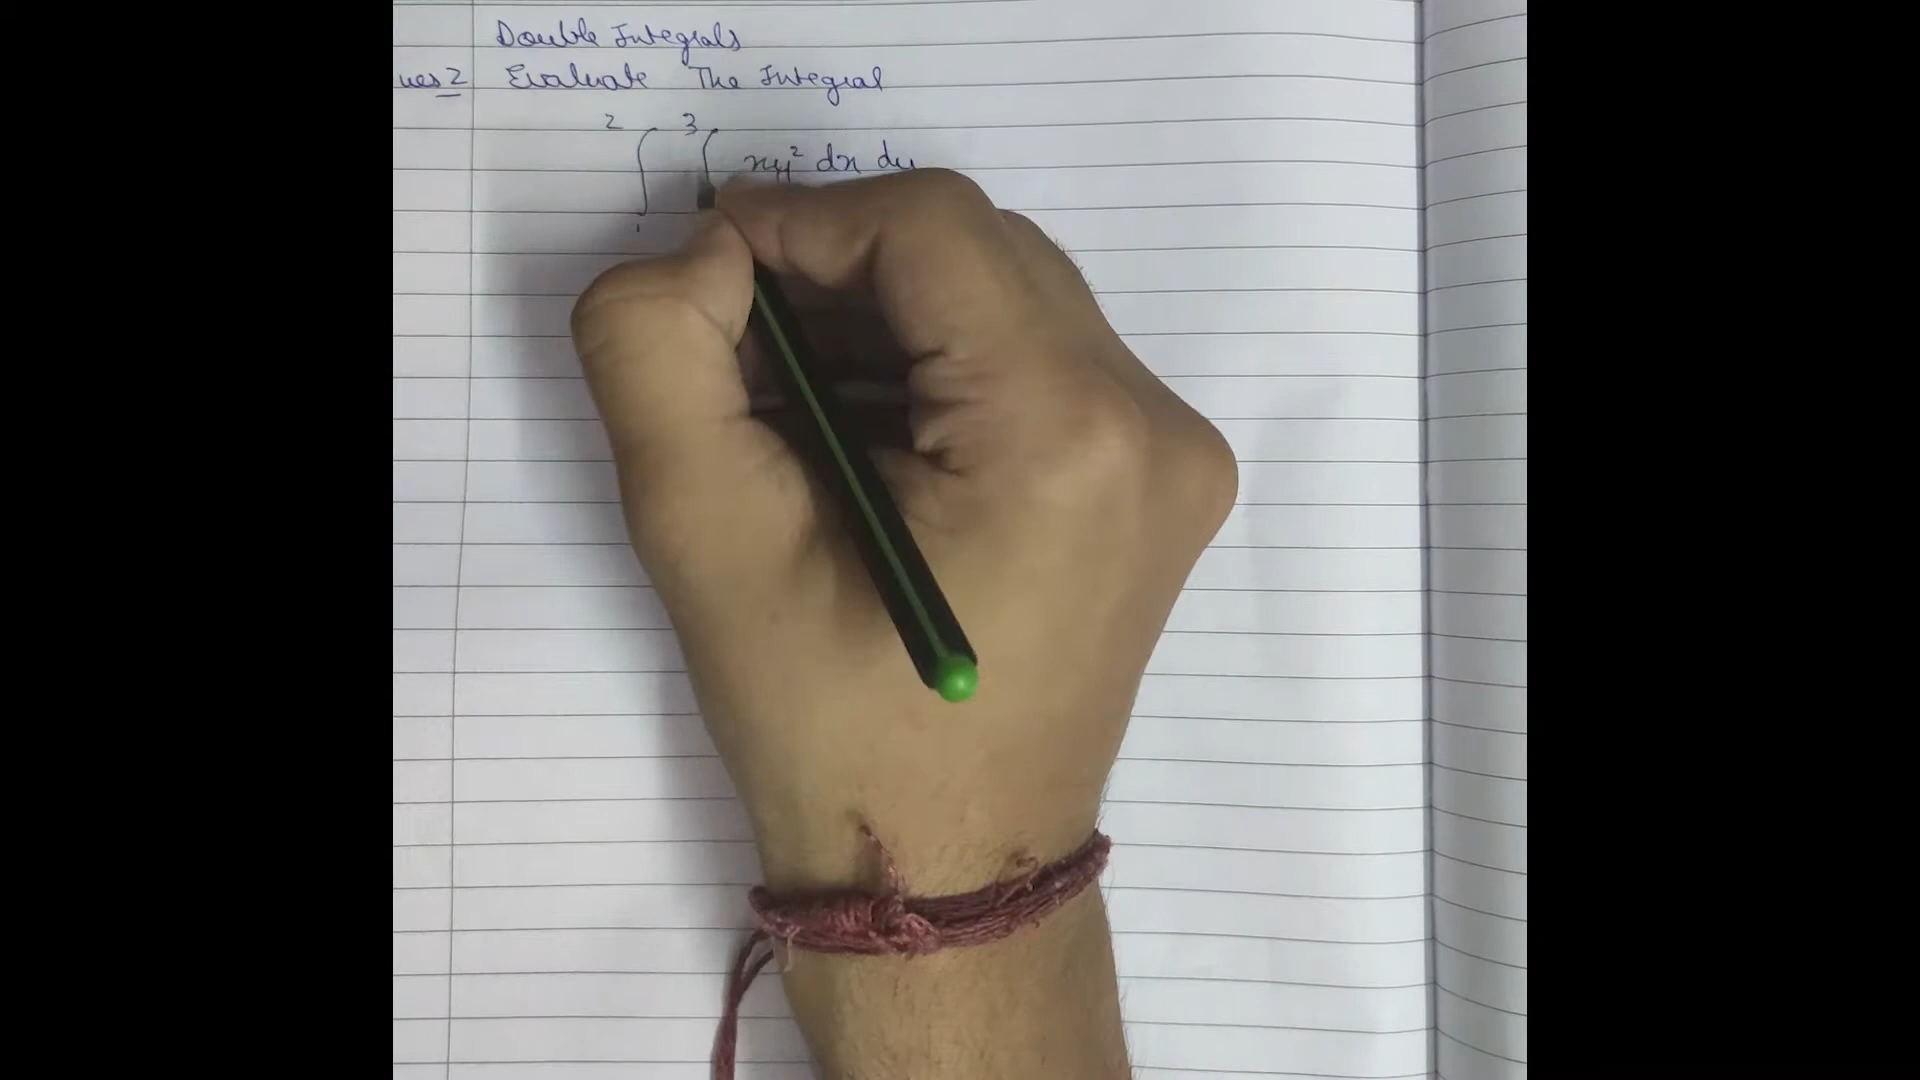 Double Integrals
ues 2 Evaluate The Integral
2 3
∫ ∫ xy² dx dy
1